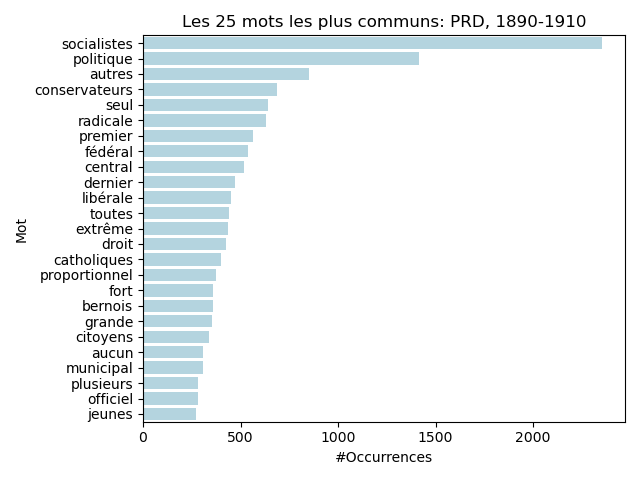 Les 25 mots les plus communs: PRD, 1890-1910
socialistes
politique
autres
conservateurs
seul
radicale
premier
fédéral
central
dernier
libérale
toutes
extrême
droit
catholiques
proportionnel
fort
bernois
grande
citoyens
aucun
municipal
plusieurs
officiel
jeunes
Mot
0 500 1000 1500 2000
#Occurrences